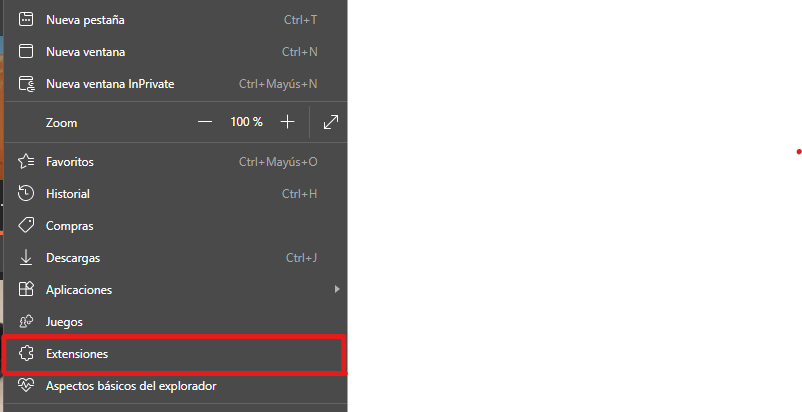 Nueva pestaña Ctrl+T
Nueva ventana Ctrl+N
Nueva ventana InPrivate Ctrl+Mayús+N
Zoom — 100 % +
Favoritos Ctrl+Mayús+O
Historial Ctrl+H
Compras
Descargas Ctrl+J
Aplicaciones
Juegos
Extensiones
Aspectos básicos del explorador